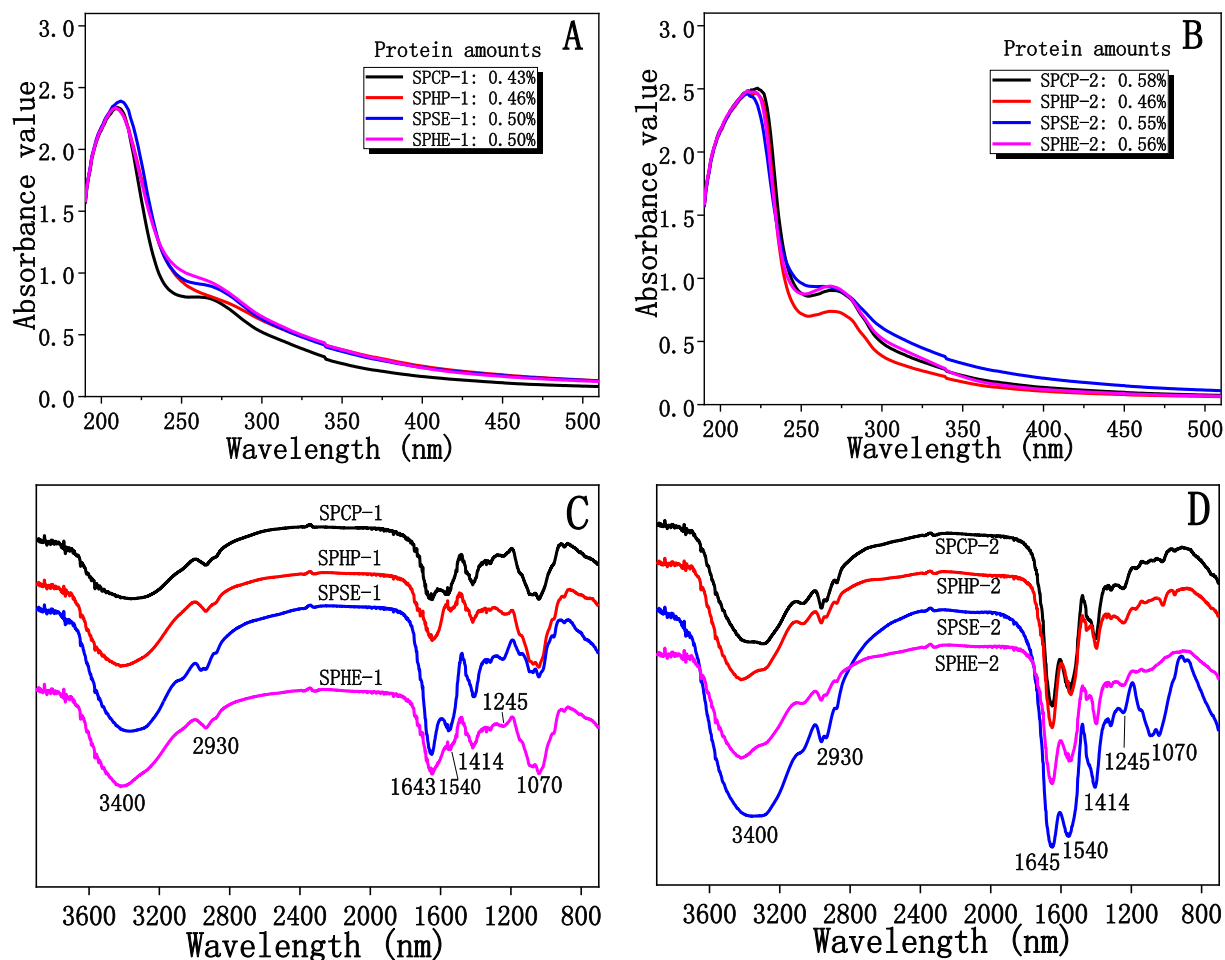 A
Protein amounts
SPCP-1: 0.43%
SPHP-1: 0.46%
SPSE-1: 0.50%
SPHE-1: 0.50%
3.0
2.5
2.0
1.5
1.0
0.5
0.0
Absorbance value
200 250 300 350 400 450 500
Wavelength (nm)
B
Protein amounts
SPCP-2: 0.58%
SPHP-2: 0.46%
SPSE-2: 0.55%
SPHE-2: 0.56%
3.0
2.5
2.0
1.5
1.0
0.5
0.0
Absorbance value
200 250 300 350 400 450 500
Wavelength (nm)
C
SPCP-1
SPHP-1
SPSE-1
SPHE-1
1245
2930
1414
3400
1643
1540
1070
3600 3200 2800 2400 2000 1600 1200 800
Wavelength (nm)
D
SPCP-2
SPHP-2
SPSE-2
SPHE-2
2930
1245
1070
1414
3400
1645
1540
3600 3200 2800 2400 2000 1600 1200 800
Wavelength (nm)